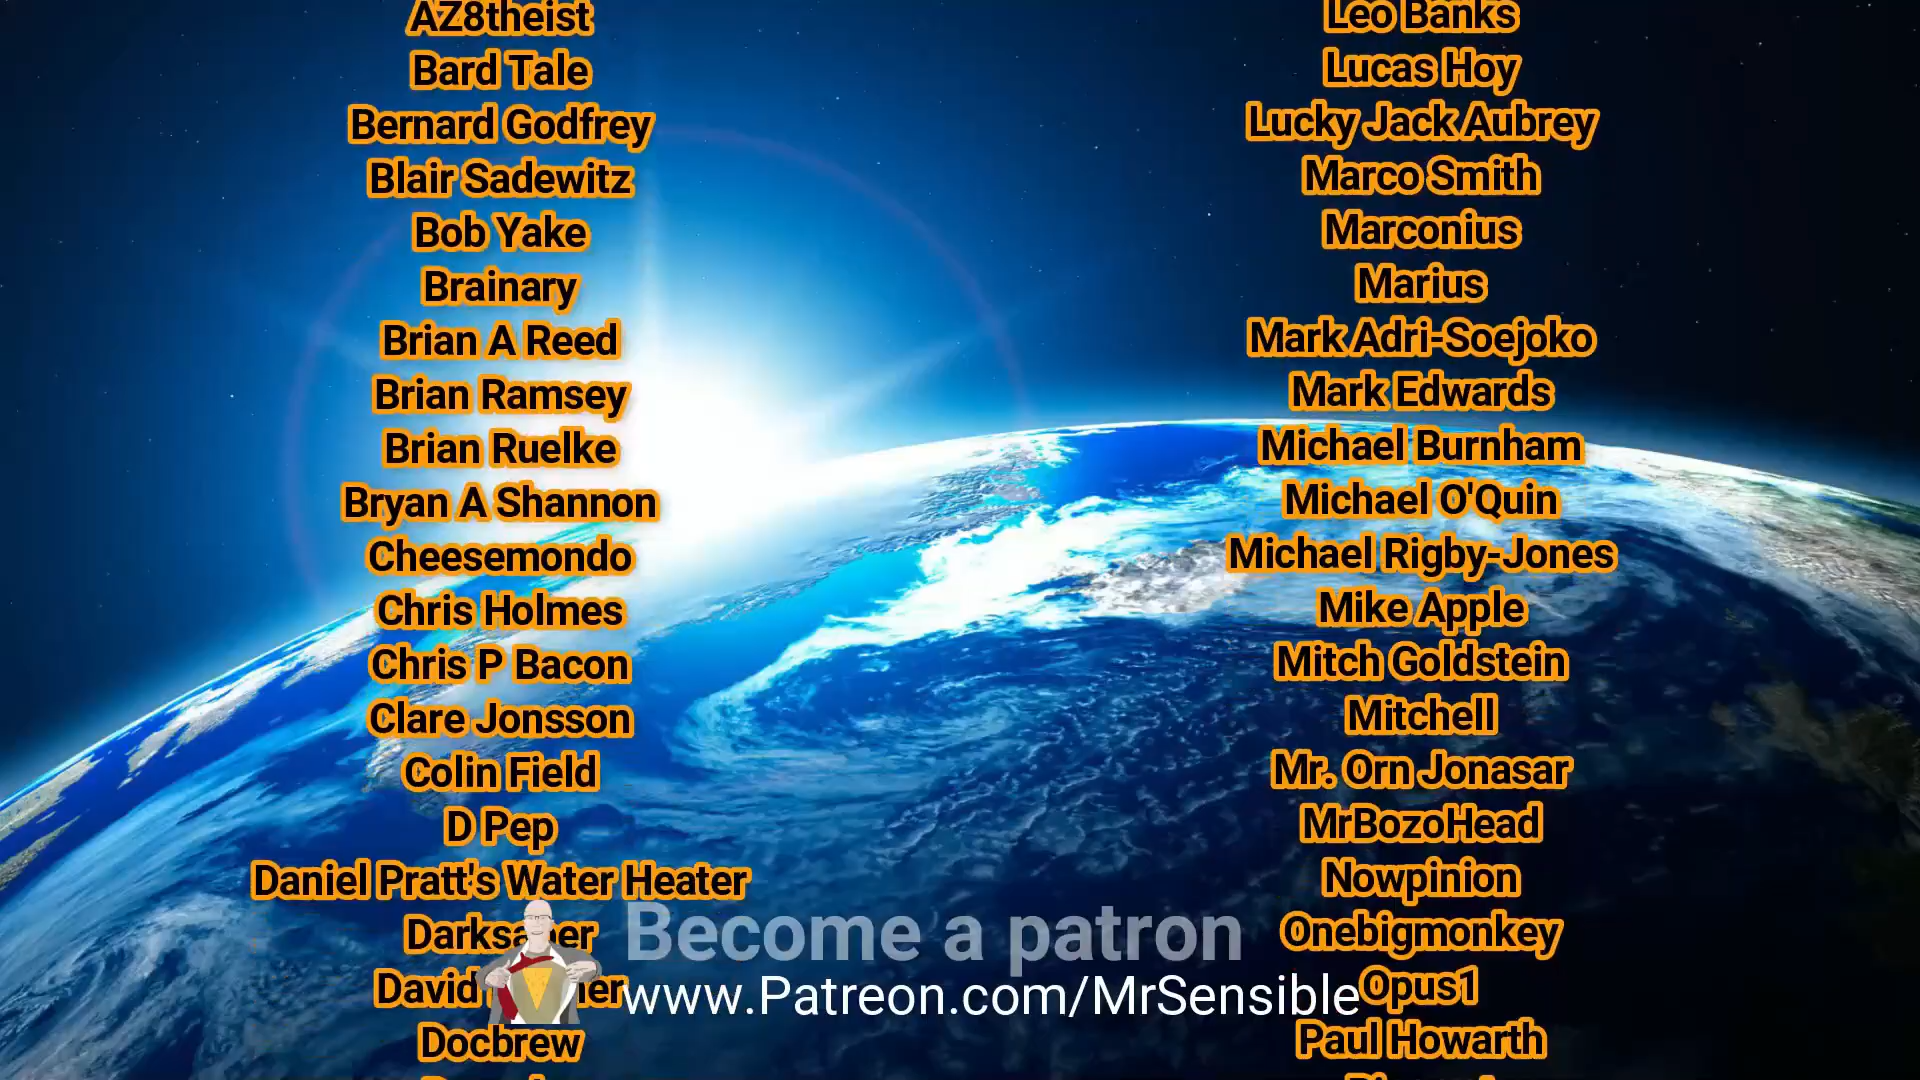 AZ8theist
Bard Tale
Bernard Godfrey
Blair Sadewitz
Bob Yake
Brainary
Brian A Reed
Brian Ramsey
Brian Ruelke
Bryan A Shannon
Cheesemondo
Chris Holmes
Chris P Bacon
Clare Jonsson
Colin Field
D Pep
Daniel Pratt's Water Heater
David
Docbrew
Leo Banks
Lucas Hoy
Lucky Jack Aubrey
Marco Smith
Marconius
Marius
Mark Adri-Soejoko
Mark Edwards
Michael Burnham
Michael O'Quin
Michael Rigby-Jones
Mike Apple
Mitch Goldstein
Mitchell
Mr. Orn Jonasar
MrBozoHead
Nowpinion
Onebigmonkey
Opus1
Paul Howarth
Become a patron
www.Patreon.com/MrSensible